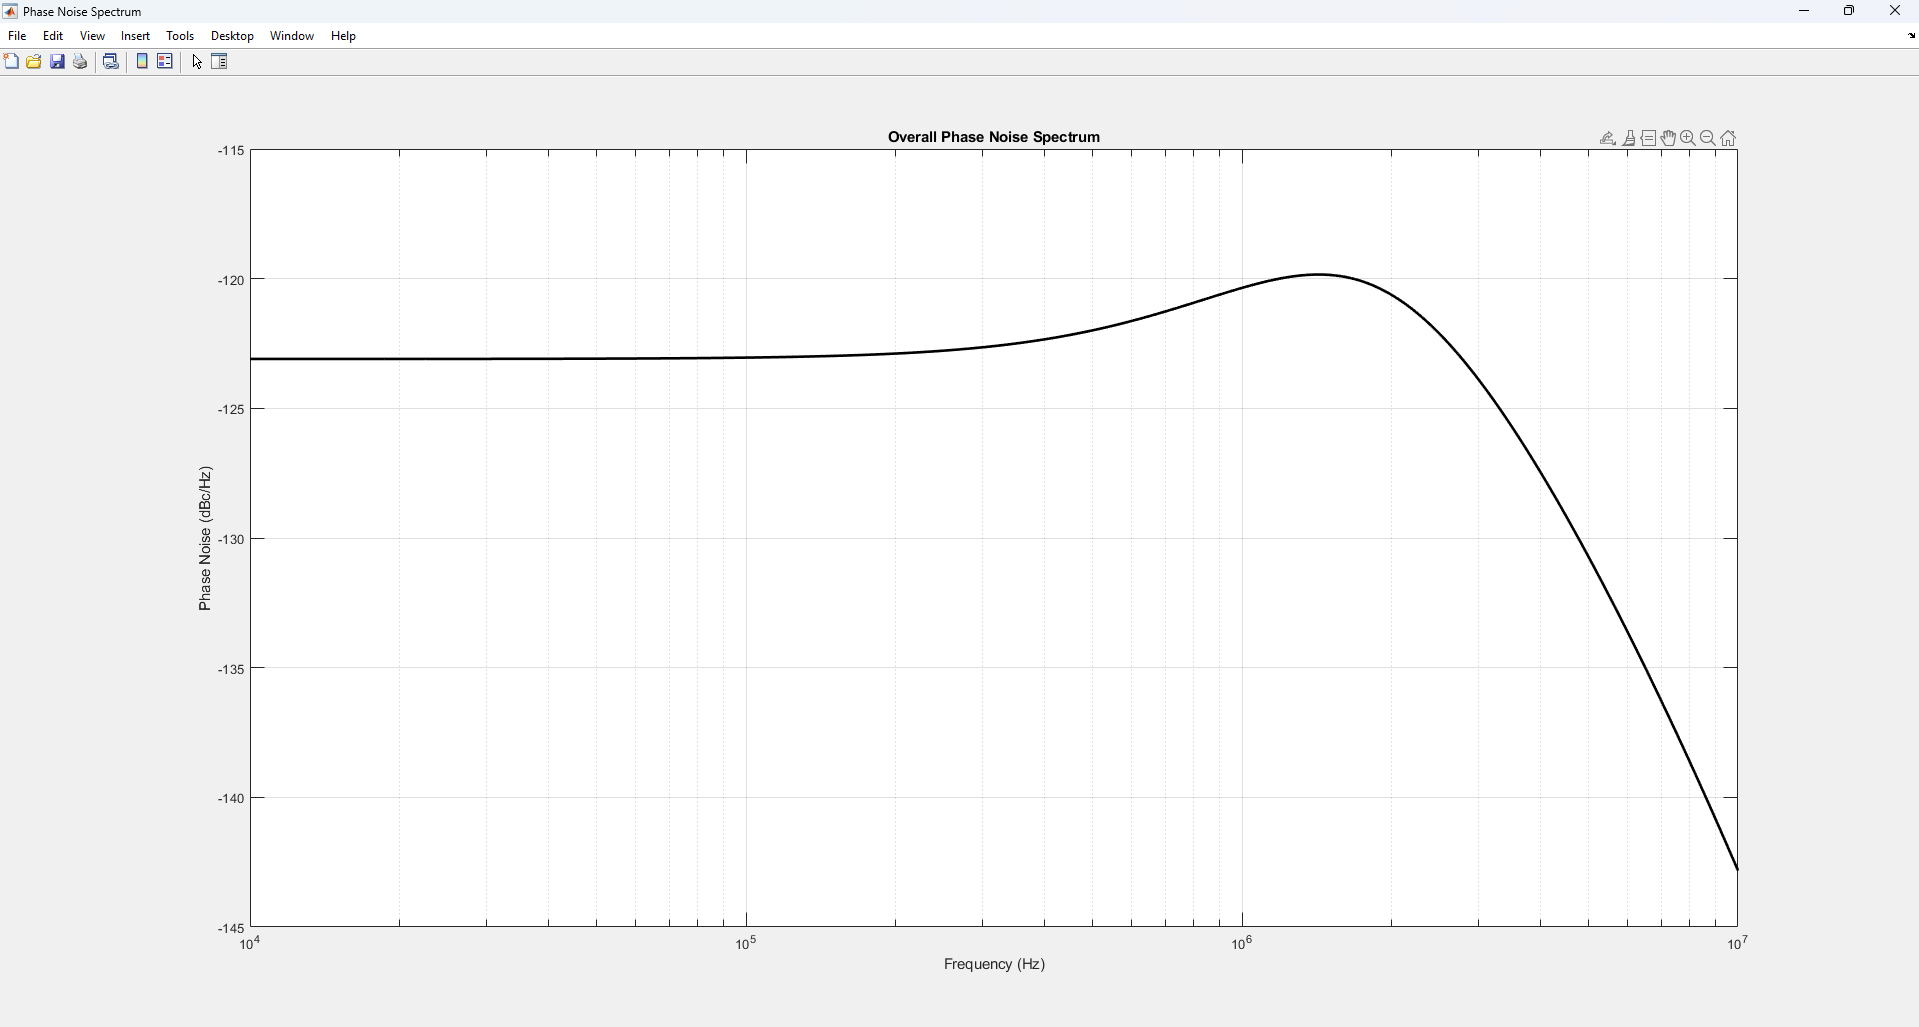 Phase Noise Spectrum
File Edit View Insert Tools Desktop Window Help
Overall Phase Noise Spectrum
-115
-120
-125
-130
-135
-140
-145
Phase Noise (dBc/Hz)
10^4 10^5 10^6 10^7
Frequency (Hz)